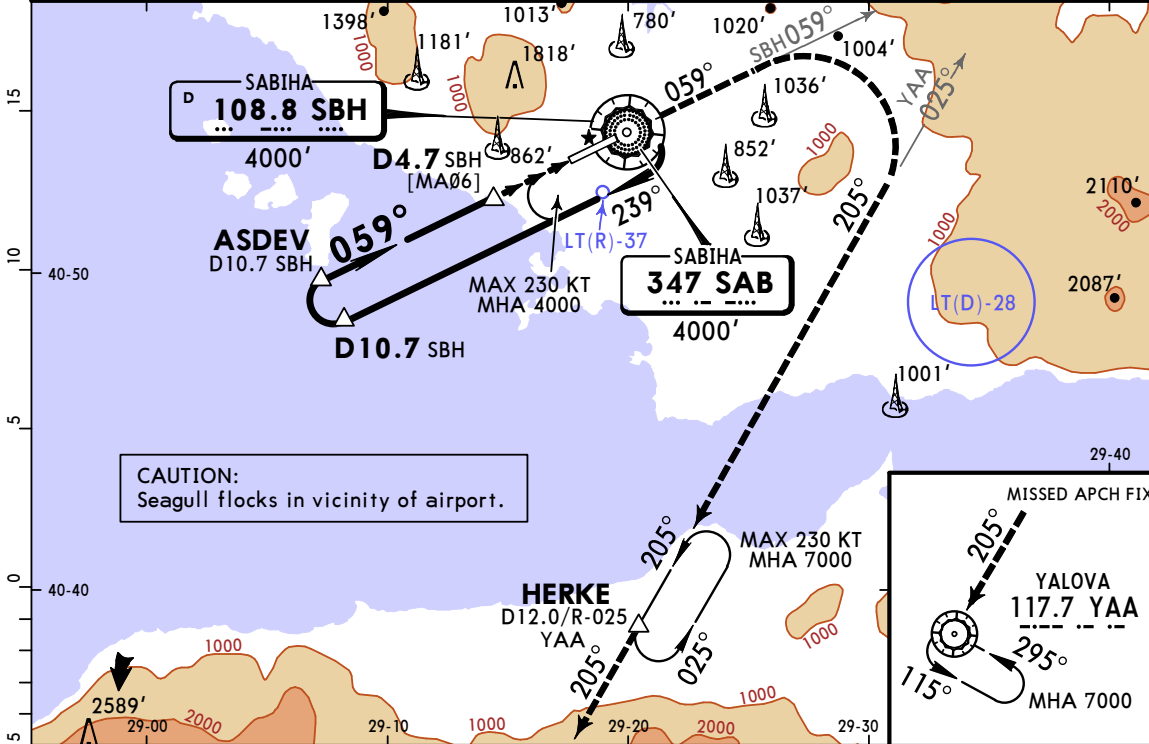 1398'
1013'
780'
1020'
1004'
1000
1181'
1818'
1000
SBH 059°
YAA 025°
SABIHA
D 108.8 SBH
4000'
059°
1036'
15
D4.7 SBH
[MA06]
862'
852'
1000
1037'
205°
2110'
2000
1000
239°
LT(R)-37
ASDEV
D10.7 SBH
059°
MAX 230 KT
MHA 4000
SABIHA
347 SAB
4000'
10
40-50
2087'
LT(D)-28
D10.7 SBH
1001'
5
29-40
CAUTION:
Seagull flocks in vicinity of airport.
MISSED APCH FIX
205°
YALOVA
117.7 YAA
295°
115°
MHA 7000
205°
MAX 230 KT
MHA 7000
0
40-40
HERKE
D12.0/R-025
YAA
1000
025°
205°
1000
2589'
2000
29-00
29-10
1000
29-20
2000
1000
29-30
5